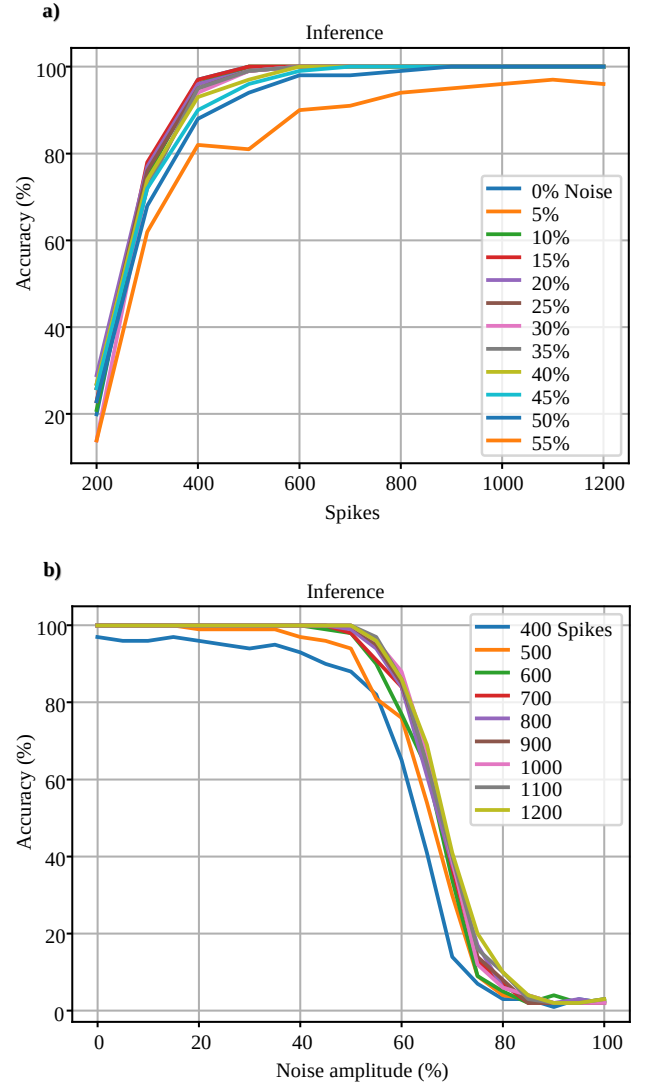 a)
Inference
100
80
60
40
20
Accuracy (%)
0% Noise
5%
10%
15%
20%
25%
30%
35%
40%
45%
50%
55%
200 400 600 800 1000 1200
Spikes
b)
Inference
100
80
60
40
20
0
Accuracy (%)
400 Spikes
500
600
700
800
900
1000
1100
1200
0 20 40 60 80 100
Noise amplitude (%)